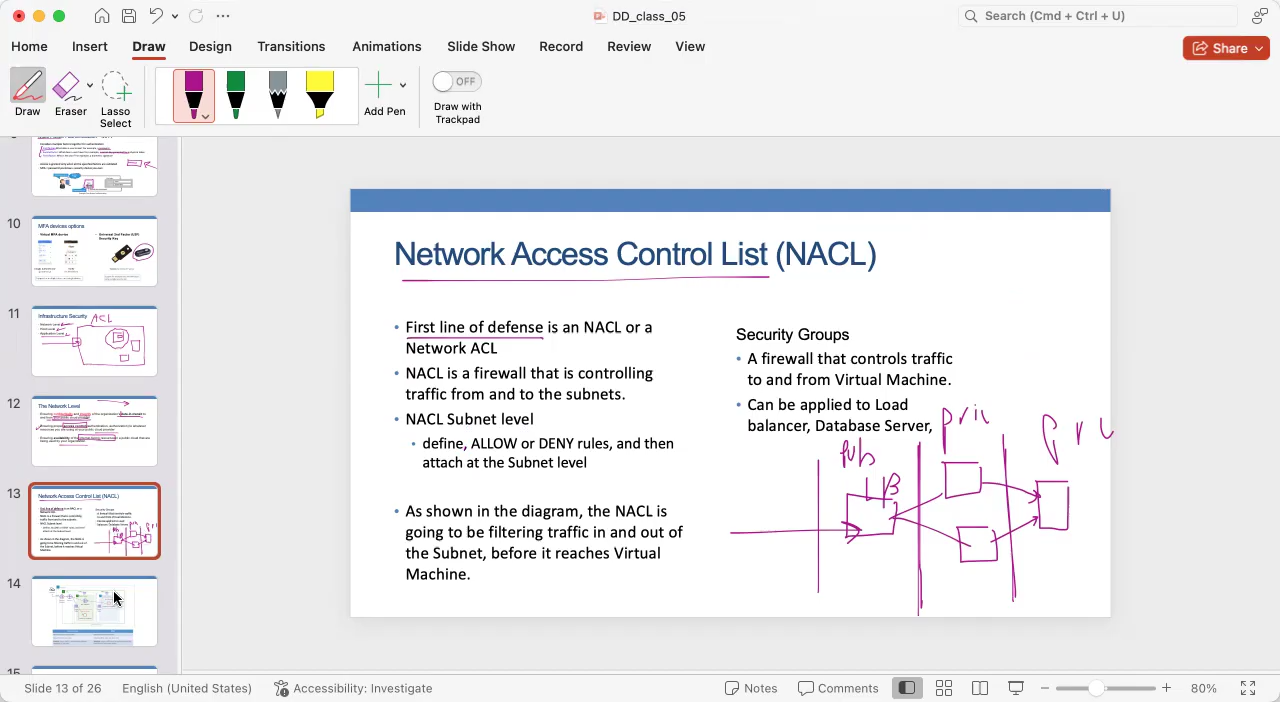 DD_class_05
Search (Cmd + Ctrl + U)
Home Insert Draw Design Transitions Animations Slide Show Record Review View
Share
OFF
Draw Eraser Lasso Select Add Pen Draw with Trackpad
10
MFA devices options
11
Infrastructure Security
ACL
12
The Network Level
13
Network Access Control List (NACL)
14
15
Network Access Control List (NACL)
• First line of defense is an NACL or a
Network ACL
• NACL is a firewall that is controlling
traffic from and to the subnets.
• NACL Subnet level
• define, ALLOW or DENY rules, and then
attach at the Subnet level
• As shown in the diagram, the NACL is
going to be filtering traffic in and out of
the Subnet, before it reaches Virtual
Machine.
Security Groups
• A firewall that controls traffic
to and from Virtual Machine.
• Can be applied to Load
balancer, Database Server,
Pub
LB
Slide 13 of 26 English (United States) Accessibility: Investigate Notes Comments 80%